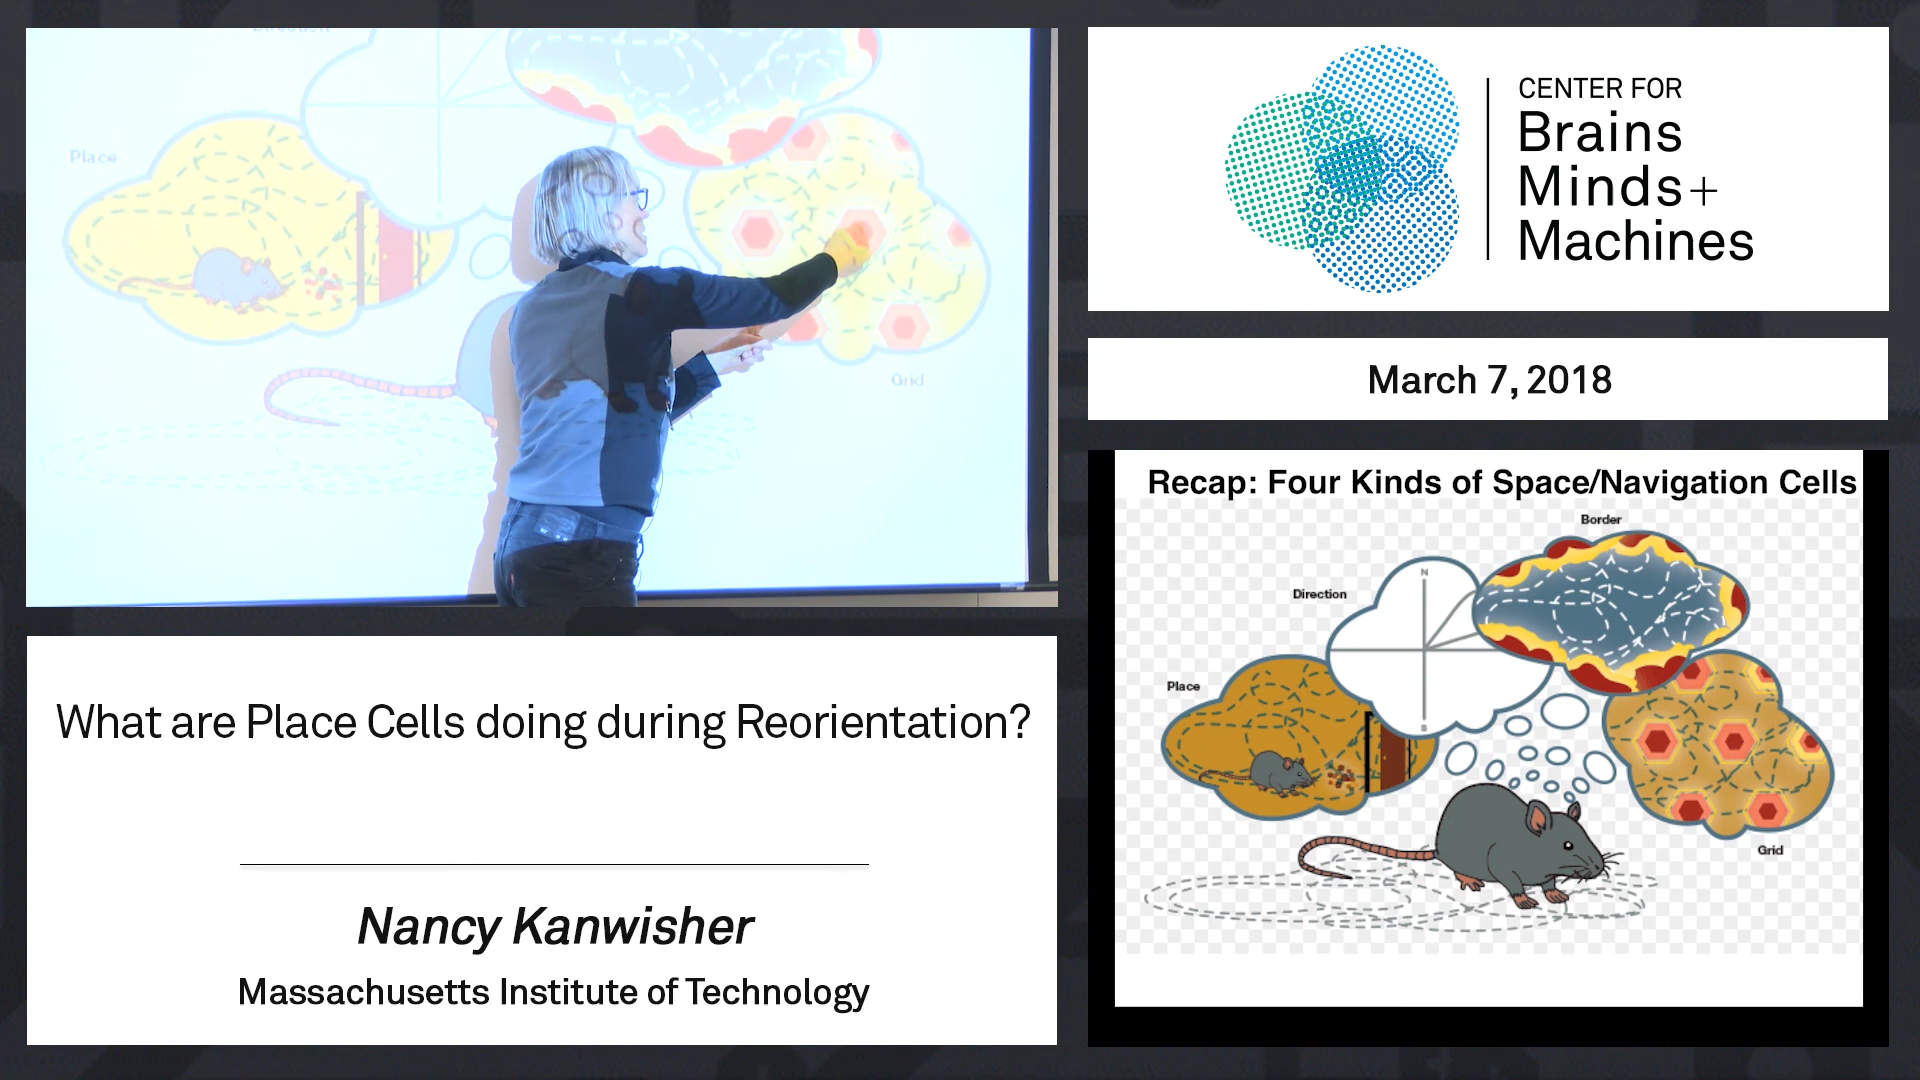 Direction
Place
Grid
What are Place Cells doing during Reorientation?
Nancy Kanwisher
Massachusetts Institute of Technology
CENTER FOR
Brains
Minds+
Machines
March 7, 2018
Recap: Four Kinds of Space/Navigation Cells
Border
N
Direction
Place
S
Grid